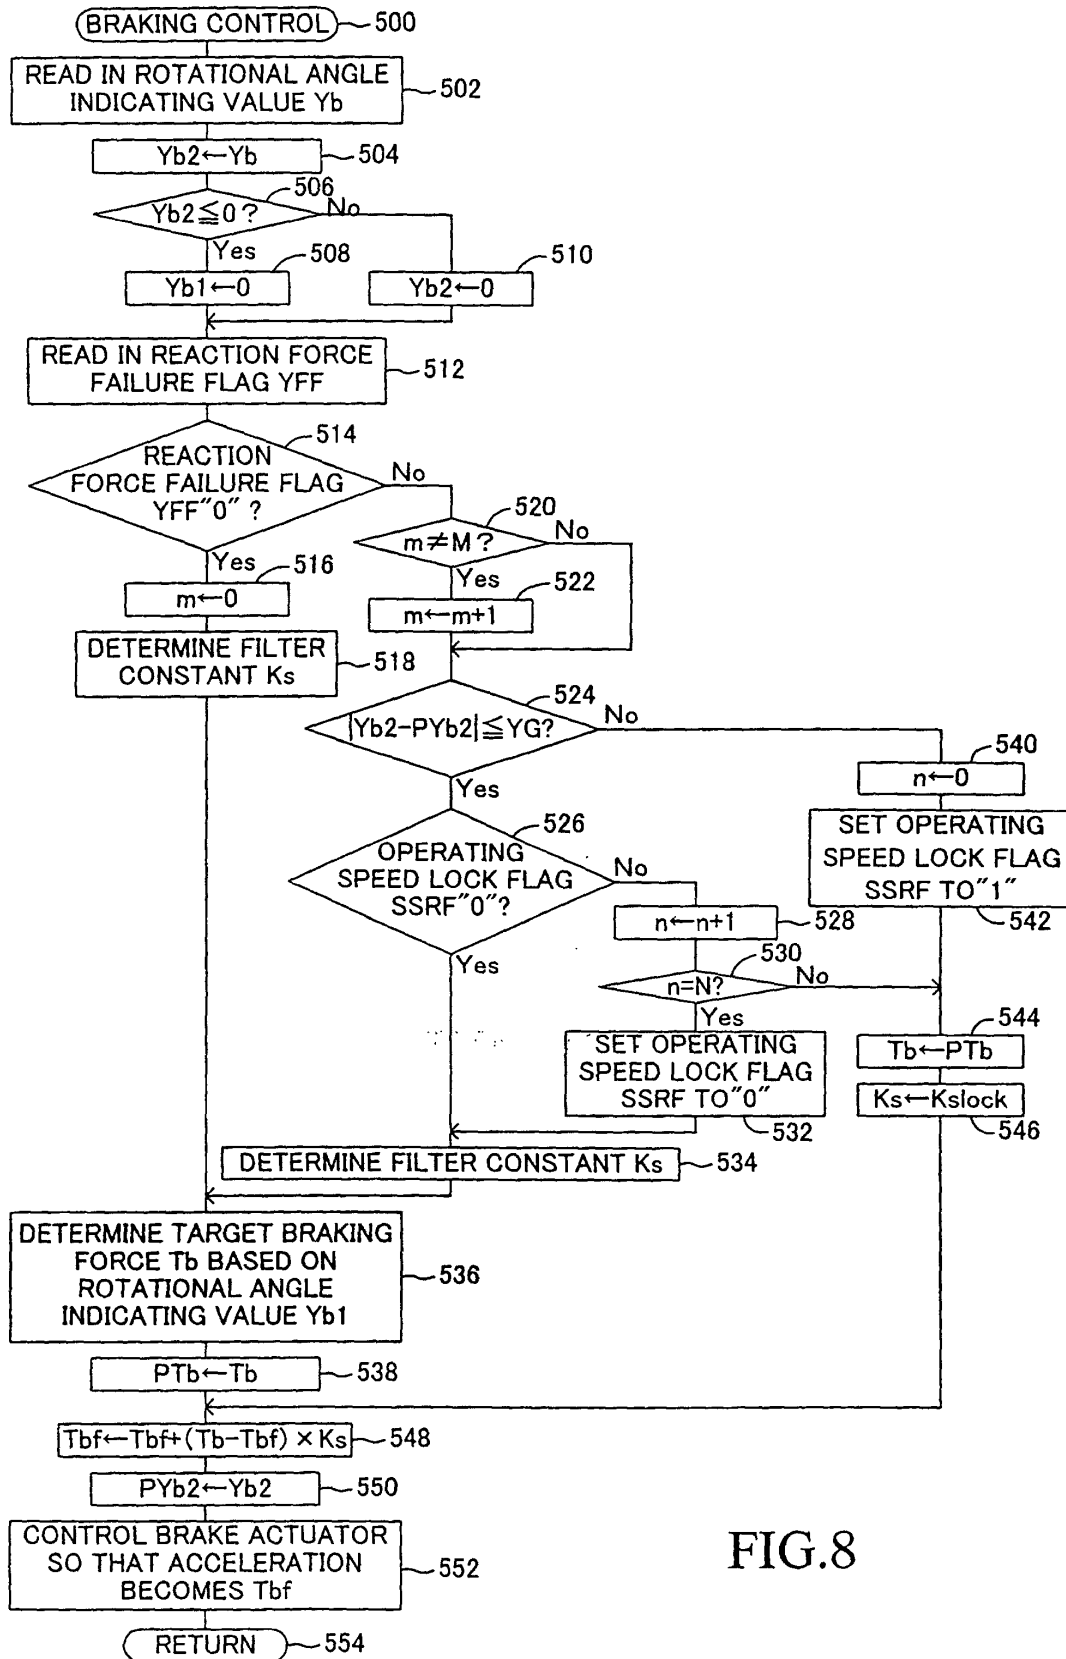 BRAKING CONTROL
500
READ IN ROTATIONAL ANGLE
INDICATING VALUE Yb
502
Yb2←Yb
504
506
Yb2≦0?
No
Yes
508
510
Yb1←0
Yb2←0
READ IN REACTION FORCE
FAILURE FLAG YFF
512
514
REACTION
FORCE FAILURE FLAG
YFF"0" ?
No
Yes
516
m←0
DETERMINE FILTER
CONSTANT Ks
518
520
m≠M?
No
Yes
522
m←m+1
524
|Yb2-PYb2|≦YG?
No
Yes
526
OPERATING
SPEED LOCK FLAG
SSRF"0"?
No
Yes
n←n+1
528
530
n=N?
No
Yes
SET OPERATING
SPEED LOCK FLAG
SSRF TO"0"
532
DETERMINE FILTER CONSTANT Ks
534
540
n←0
SET OPERATING
SPEED LOCK FLAG
SSRF TO"1"
542
544
Tb←PTb
Ks←Kslock
546
DETERMINE TARGET BRAKING
FORCE Tb BASED ON
ROTATIONAL ANGLE
INDICATING VALUE Yb1
536
PTb←Tb
538
Tbf←Tbf+(Tb-Tbf)×Ks
548
PYb2←Yb2
550
CONTROL BRAKE ACTUATOR
SO THAT ACCELERATION
BECOMES Tbf
552
RETURN
554
FIG.8